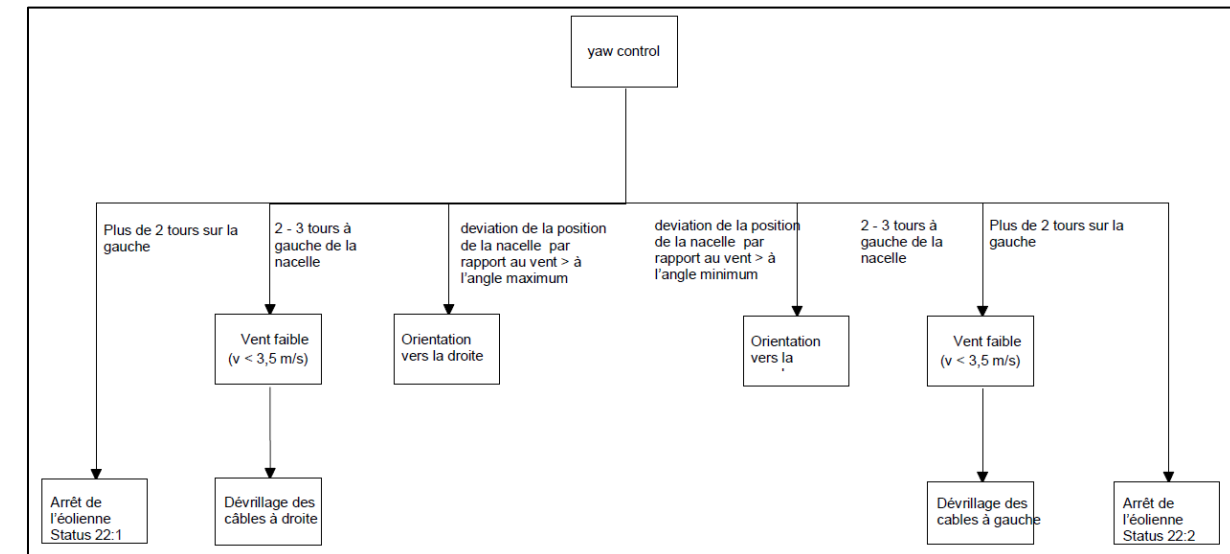 yaw control
Plus de 2 tours sur la
gauche
2 - 3 tours à
gauche de la
nacelle
deviation de la position
de la nacelle par
rapport au vent > à
l'angle maximum
deviation de la position
de la nacelle par
rapport au vent > à
l'angle minimum
2 - 3 tours à
gauche de la
nacelle
Plus de 2 tours sur la
gauche
Vent faible
(v < 3,5 m/s)
Orientation
vers la droite
Orientation
vers la
Vent faible
(v < 3,5 m/s)
Arrêt de
l'éolienne
Status 22:1
Dévrillage des
câbles à droite
Dévrillage des
cables à gauche
Arrêt de
l'éolienne
Status 22:2